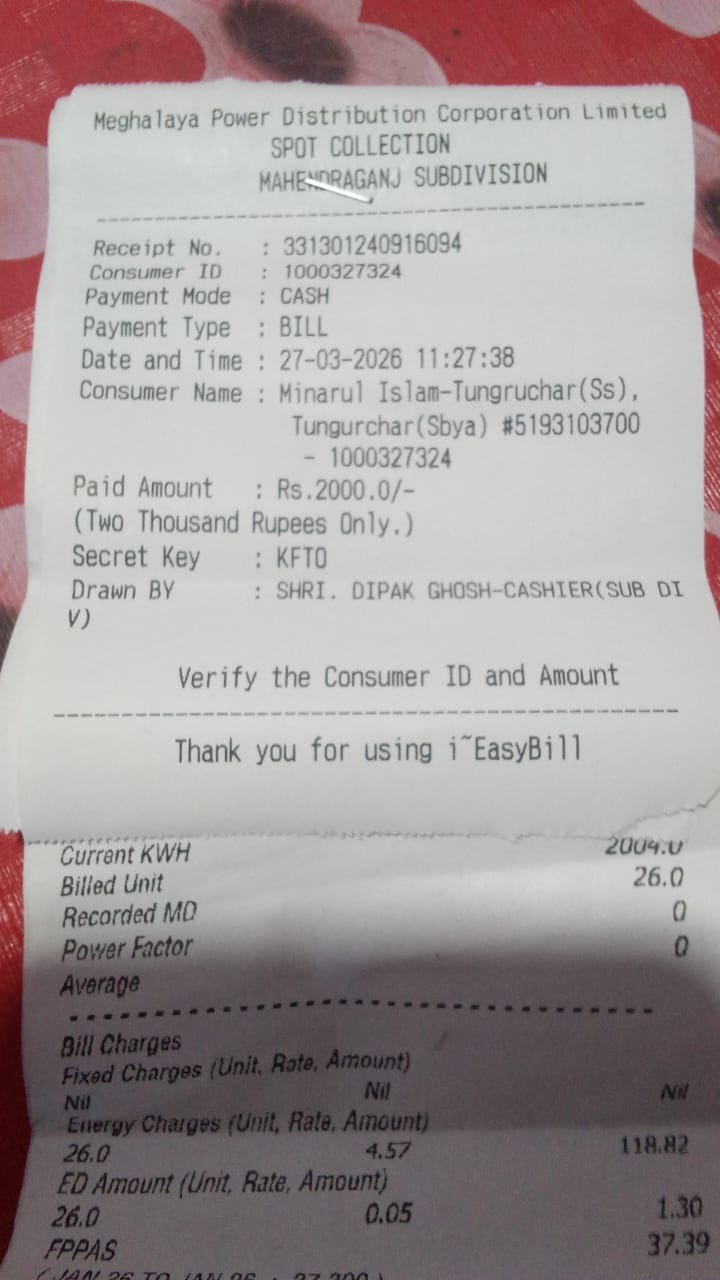 Meghalaya Power Distribution Corporation Limited
SPOT COLLECTION
MAHENDRAGANJ SUBDIVISION
Receipt No. : 331301240916094
Consumer ID : 1000327324
Payment Mode : CASH
Payment Type : BILL
Date and Time : 27-03-2026 11:27:38
Consumer Name : Minarul Islam-Tungruchar(Ss),
Tungurchar(Sbya) #5193103700
- 1000327324
Paid Amount : Rs.2000.0/-
(Two Thousand Rupees Only.)
Secret Key : KFTO
Drawn BY : SHRI. DIPAK GHOSH-CASHIER(SUB DI
V)
Verify the Consumer ID and Amount
Thank you for using i~EasyBill
Current KWH 2004.0
Billed Unit 26.0
Recorded MD 0
Power Factor 0
Average
Bill Charges
Fixed Charges (Unit, Rate, Amount)
Nil Nil Nil
Energy Charges (Unit, Rate, Amount)
26.0 4.57 118.82
ED Amount (Unit, Rate, Amount)
26.0 0.05 1.30
FPPAS 37.39